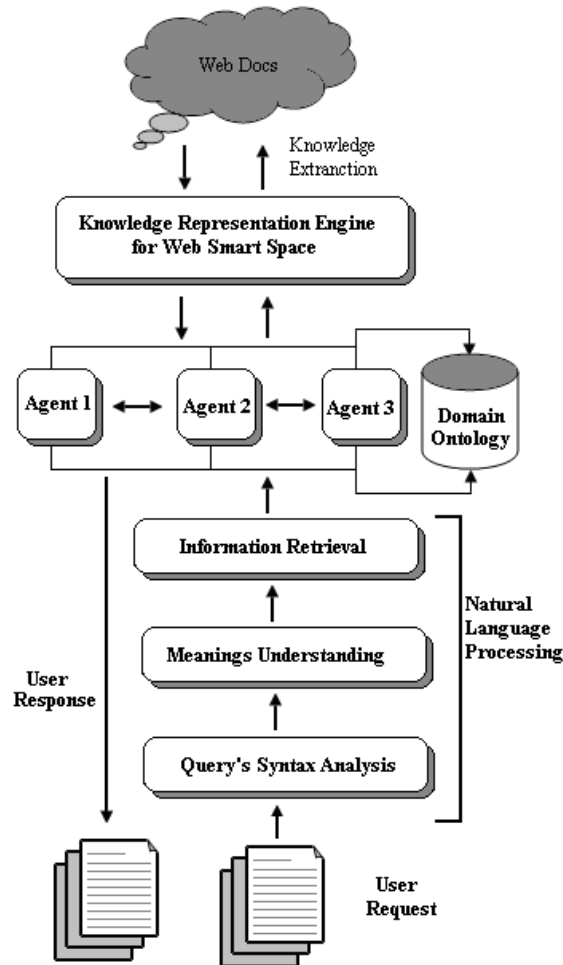 Web Docs
Knowledge
Extranction
Knowledge Representation Engine
for Web Smart Space
Agent 1
Agent 2
Agent 3
Domain
Ontology
Information Retrieval
Natural
Language
Processing
Meanings Understanding
User
Response
Query's Syntax Analysis
User
Request